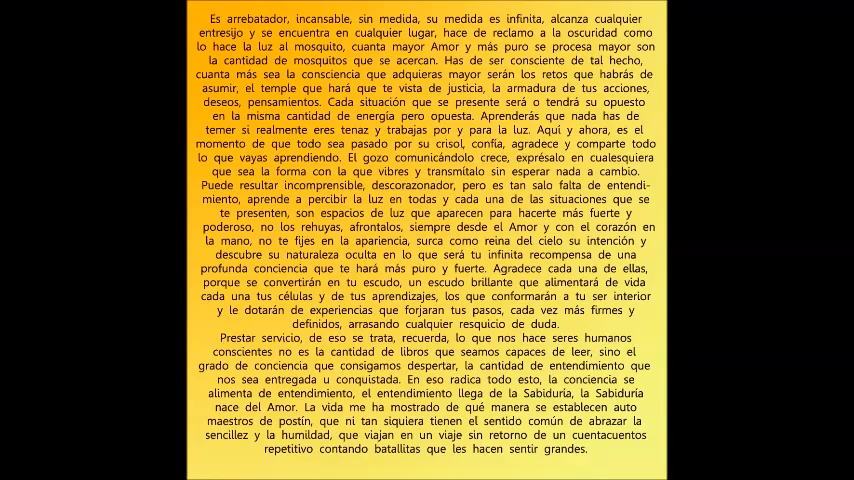 Es arrebatador, incansable, sin medida, su medida es infinita, alcanza cualquier
entresijo y se encuentra en cualquier lugar, hace de reclamo a la oscuridad como
lo hace la luz al mosquito, cuanta mayor Amor y más puro se procesa mayor son
la cantidad de mosquitos que se acercan. Has de ser consciente de tal hecho,
cuanta más sea la consciencia que adquieras mayor serán los retos que habrás de
asumir, el temple que hará que te vista de justicia, la armadura de tus acciones,
deseos, pensamientos. Cada situación que se presente será o tendrá su opuesto
en la misma cantidad de energía pero opuesta. Aprenderás que nada has de
temer si realmente eres tenaz y trabajas por y para la luz. Aquí y ahora, es el
momento de que todo sea pasado por su crisol, confía, agradece y comparte todo
lo que vayas aprendiendo. El gozo comunicándolo crece, exprésalo en cualesquiera
que sea la forma con la que vibres y transmítalo sin esperar nada a cambio.
Puede resultar incomprensible, descorazonador, pero es tan salo falta de entendi-
miento, aprende a percibir la luz en todas y cada una de las situaciones que se
te presenten, son espacios de luz que aparecen para hacerte más fuerte y
poderoso, no los rehuyas, afrontalos, siempre desde el Amor y con el corazón en
la mano, no te fijes en la apariencia, surca como reina del cielo su intención y
descubre su naturaleza oculta en lo que será tu infinita recompensa de una
profunda conciencia que te hará más puro y fuerte. Agradece cada una de ellas,
porque se convertirán en tu escudo, un escudo brillante que alimentará de vida
cada una tus células y de tus aprendizajes, los que conformarán a tu ser interior
y le dotarán de experiencias que forjaran tus pasos, cada vez más firmes y
definidos, arrasando cualquier resquicio de duda.
Prestar servicio, de eso se trata, recuerda, lo que nos hace seres humanos
conscientes no es la cantidad de libros que seamos capaces de leer, sino el
grado de conciencia que consigamos despertar, la cantidad de entendimiento que
nos sea entregada u conquistada. En eso radica todo esto, la conciencia se
alimenta de entendimiento, el entendimiento llega de la Sabiduría, la Sabiduría
nace del Amor. La vida me ha mostrado de qué manera se establecen auto
maestros de postín, que ni tan siquiera tienen el sentido común de abrazar la
sencillez y la humildad, que viajan en un viaje sin retorno de un cuentacuentos
repetitivo contando batallitas que les hacen sentir grandes.